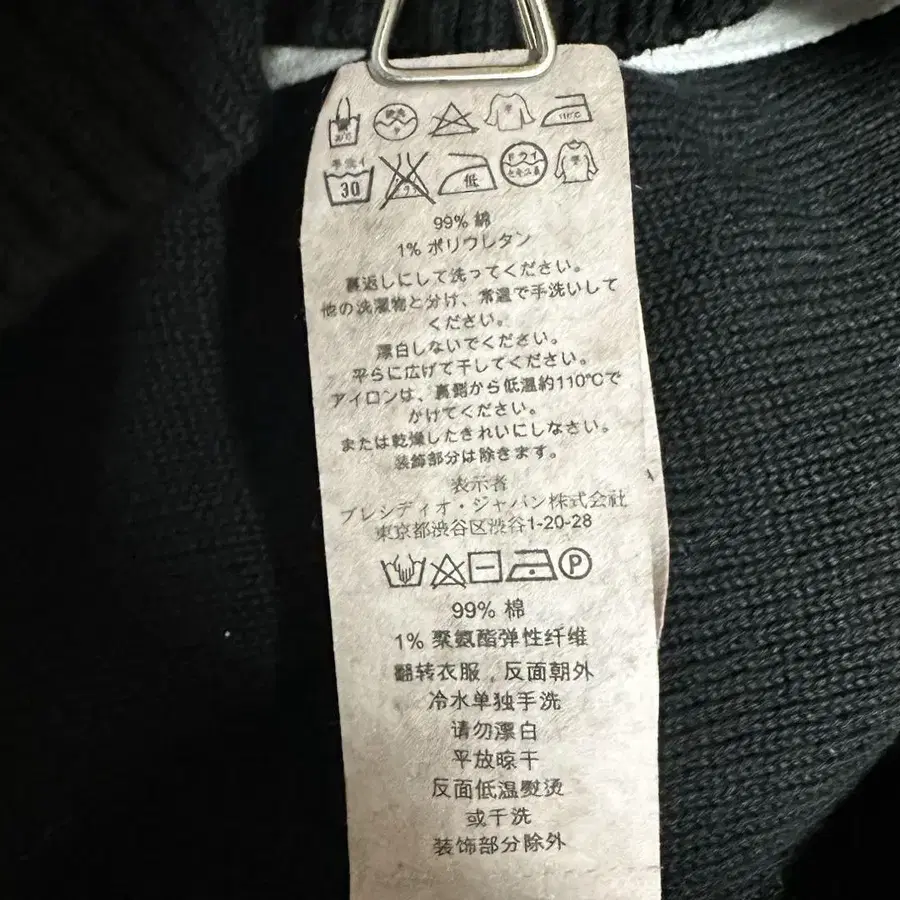 手洗イ
30
低
ドライ
110℃
99% 綿
1% ポリウレタン
裏返しにして洗ってください。
他の洗濯物と分け、常温で手洗いして
ください。
漂白しないでください。
平らに広げて干してください。
アイロンは、裏側から低温約110℃で
かけてください。
または乾燥したきれいにしなさい。
装飾部分は除きます。
表示者
プレシディオ・ジャパン株式会社
東京都渋谷区渋谷1-20-28
P
99% 棉
1% 聚氨酯弹性纤维
翻转衣服，反面朝外
冷水单独手洗
请勿漂白
平放晾干
反面低温熨烫
或干洗
装饰部分除外